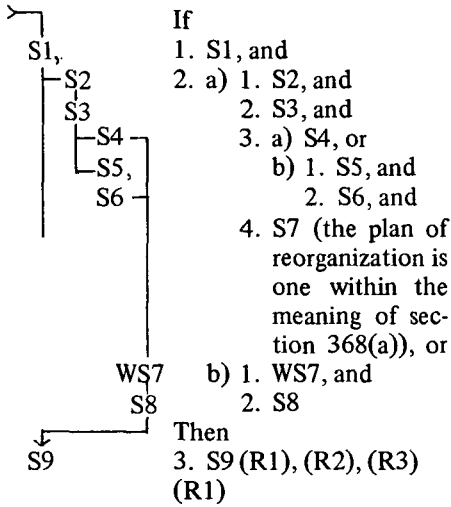 If
S1, 1. S1, and
S2 2. a) 1. S2, and
S3 2. S3, and
S4 3. a) S4, or
S5, b) 1. S5, and
S6 2. S6, and
4. S7 (the plan of
reorganization is
one within the
meaning of sec-
tion 368(a)), or
WS7 b) 1. WS7, and
S8 2. S8
Then
S9 3. S9 (R1), (R2), (R3)
(R1)